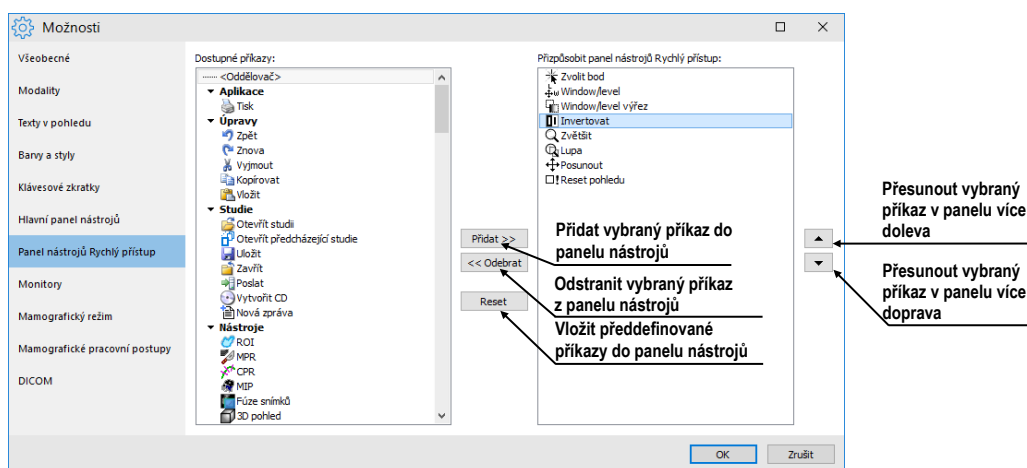 Možnosti
Všeobecné
Modality
Texty v pohledu
Barvy a styly
Klávesové zkratky
Hlavní panel nástrojů
Panel nástrojů Rychlý přístup
Monitory
Mamografický režim
Mamografické pracovní postupy
DICOM
Dostupné příkazy:
<Oddělovač>
Aplikace
Tisk
Úpravy
Zpět
Znova
Vyjmout
Kopírovat
Vložit
Studie
Otevřít studii
Otevřít předcházející studie
Uložit
Zavřít
Poslat
Vytvořit CD
Nová zpráva
Nástroje
ROI
MPR
CPR
MIP
Fúze snímků
3D pohled
Přidat >>
<< Odebrat
Reset
Přizpůsobit panel nástrojů Rychlý přístup:
Zvolit bod
Window/level
Window/level výřez
Invertovat
Zvětšit
Lupa
Posunout
Reset pohledu
Přidat vybraný příkaz do
panelu nástrojů
Odstranit vybraný příkaz
z panelu nástrojů
Vložit předdefinované
příkazy do panelu nástrojů
Přesunout vybraný
příkaz v panelu více
doleva
Přesunout vybraný
příkaz v panelu více
doprava
OK
Zrušit